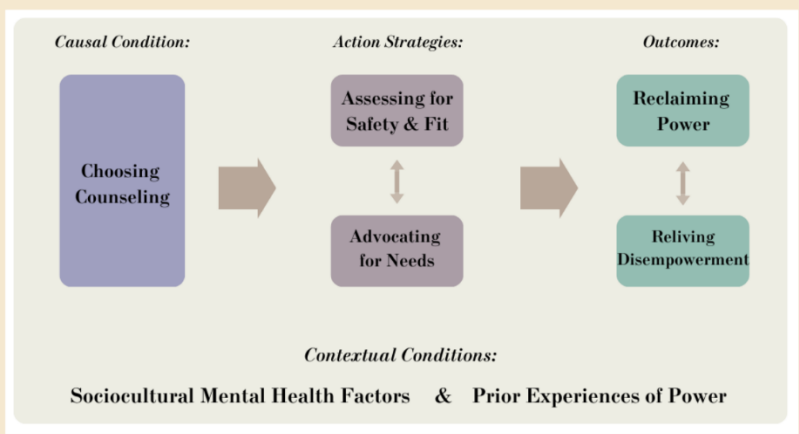 Causal Condition:
Action Strategies:
Outcomes:
Choosing
Counseling
Assessing for
Safety & Fit
Advocating
for Needs
Reclaiming
Power
Reliving
Disempowerment
Contextual Conditions:
Sociocultural Mental Health Factors & Prior Experiences of Power